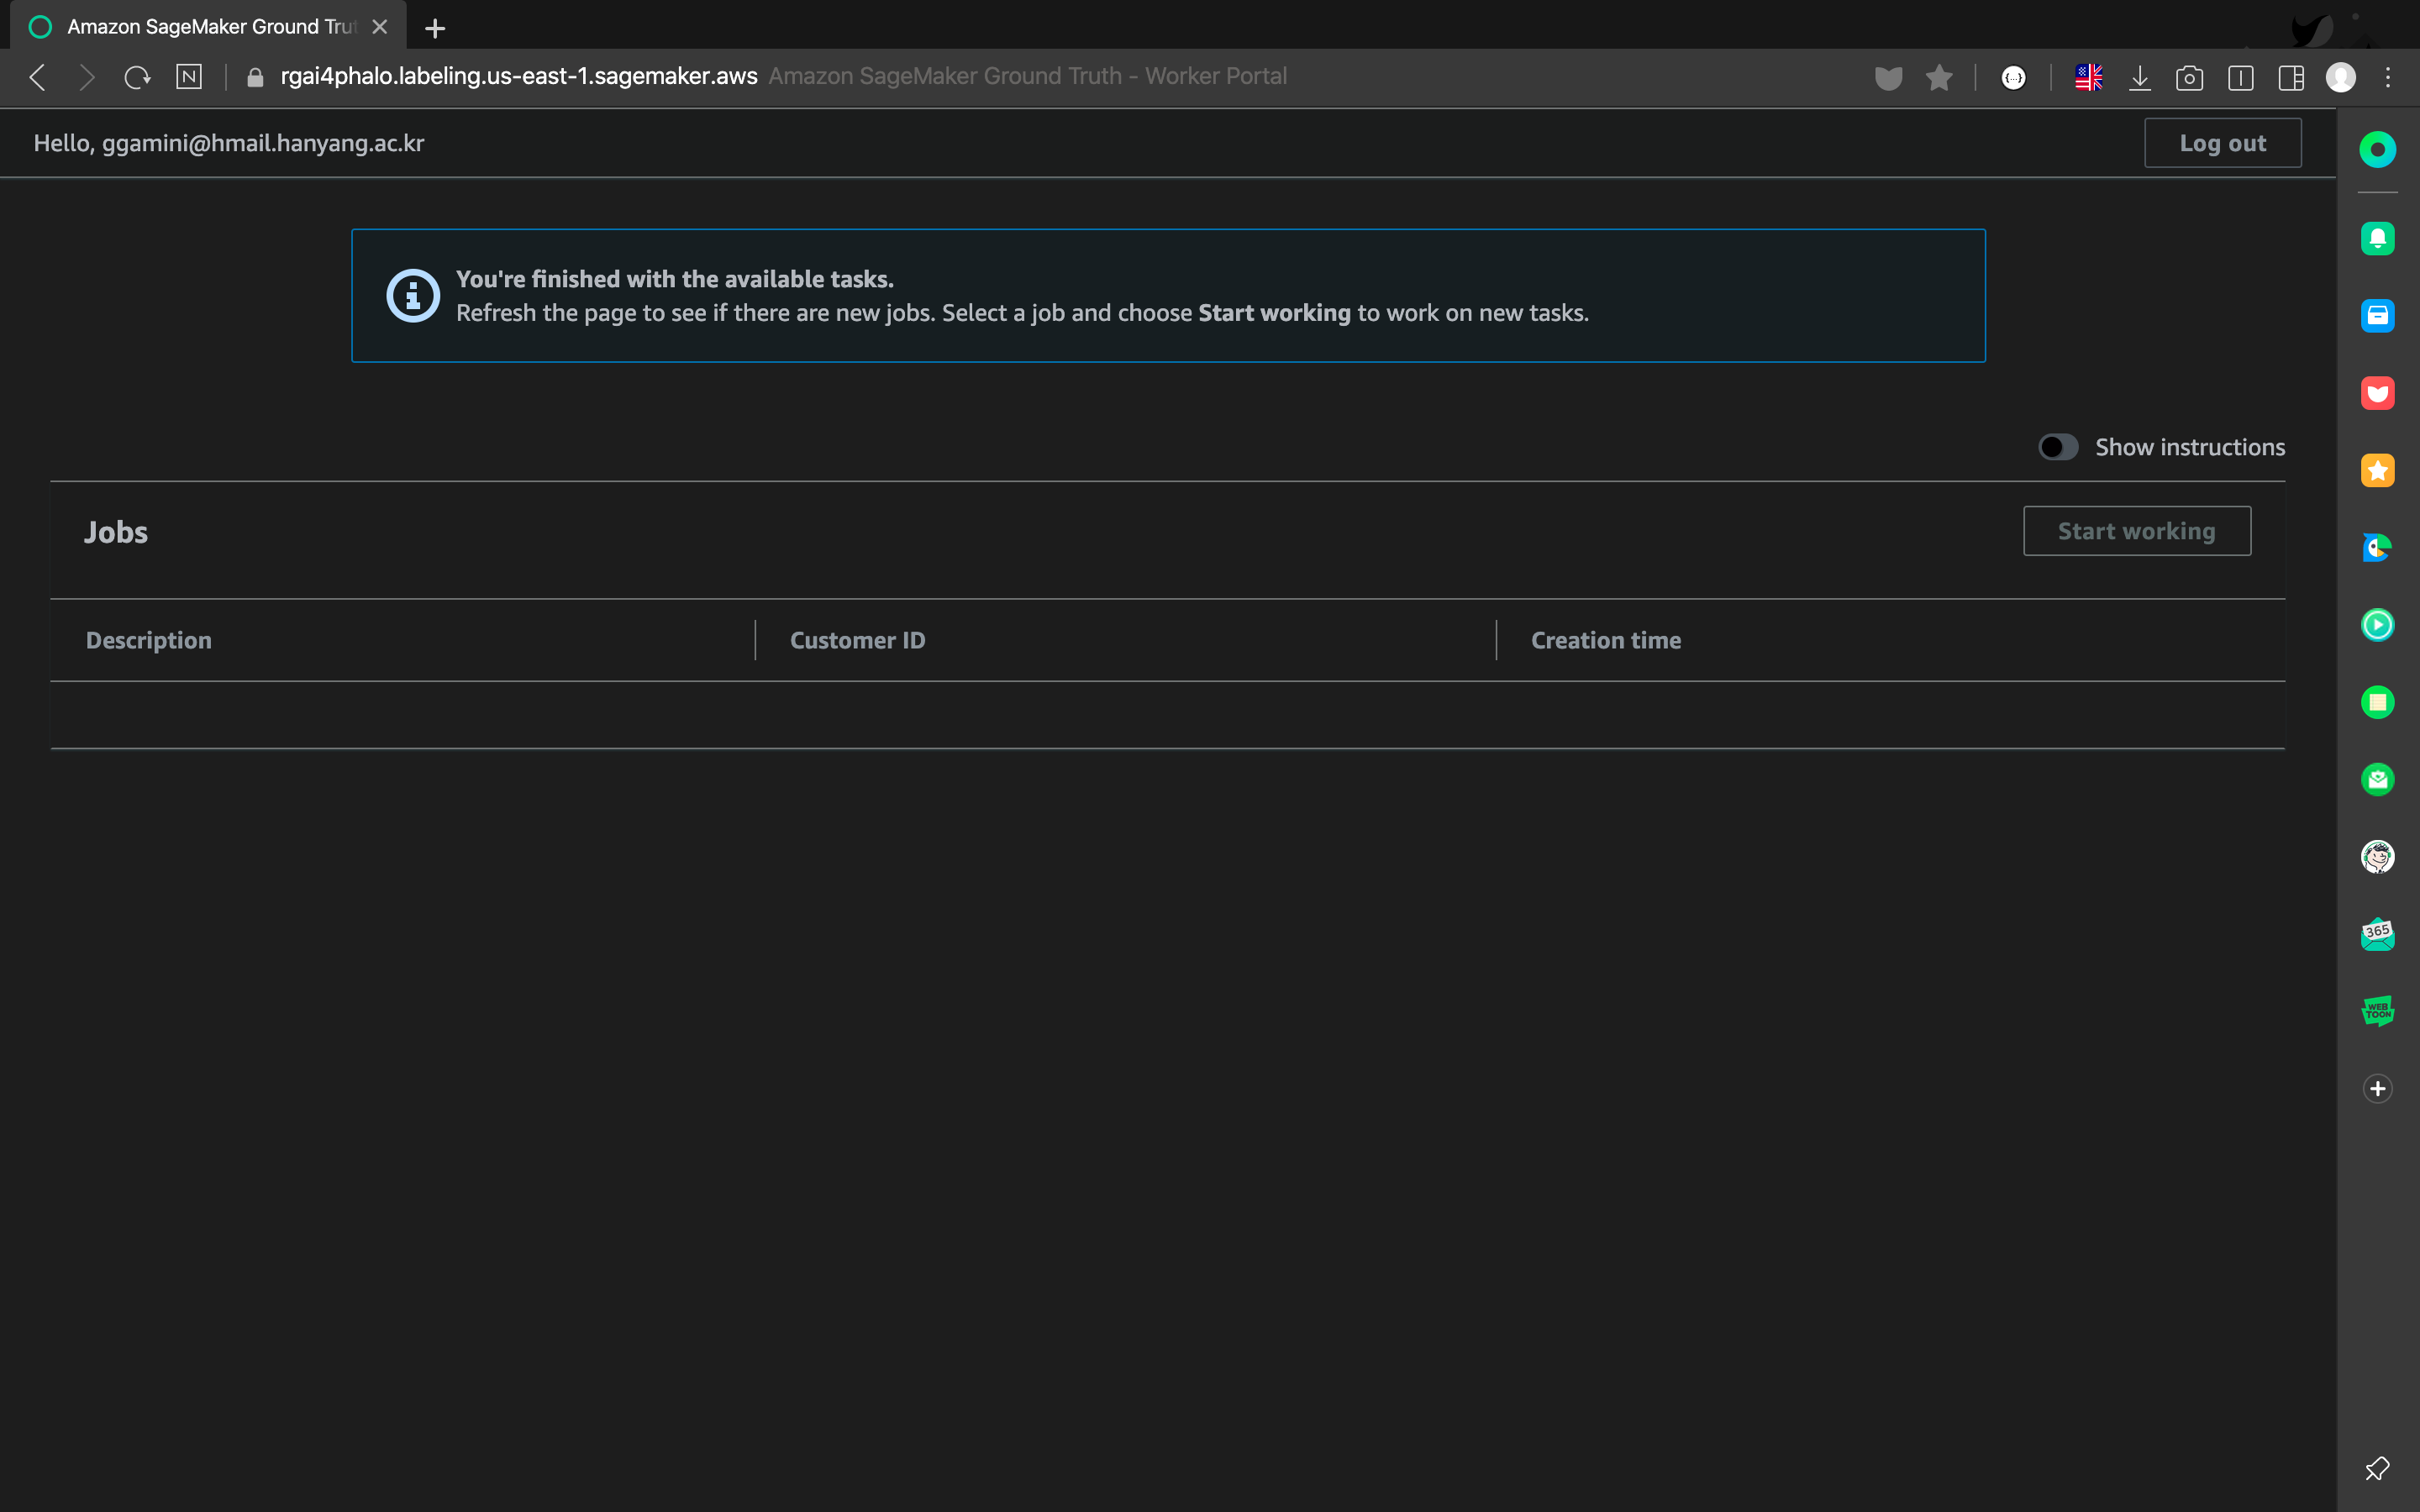 Amazon SageMaker Ground Tru
rgai4phalo.labeling.us-east-1.sagemaker.aws Amazon SageMaker Ground Truth - Worker Portal
Hello, ggamini@hmail.hanyang.ac.kr
Log out
You're finished with the available tasks.
Refresh the page to see if there are new jobs. Select a job and choose Start working to work on new tasks.
Show instructions
Jobs
Start working
Description Customer ID Creation time
N
{...}
365
WEB
TOON